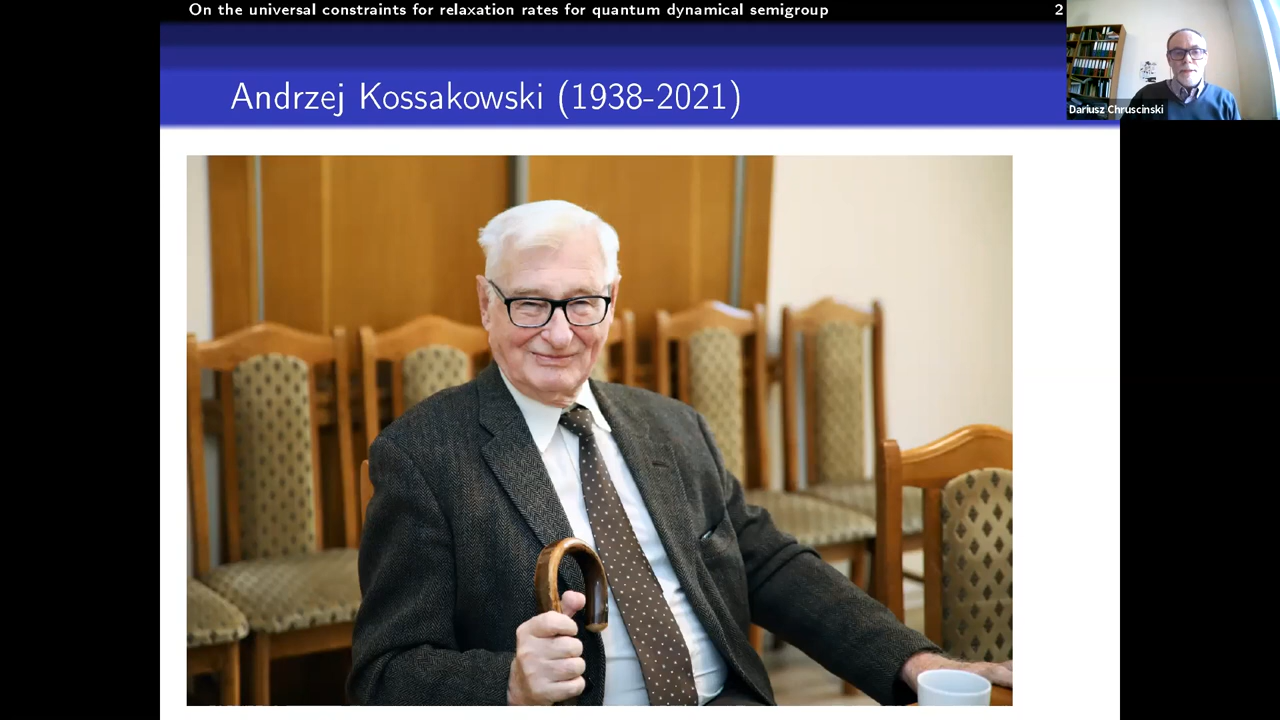 On the universal constraints for relaxation rates for quantum dynamical semigroup
2
Andrzej Kossakowski (1938-2021)
Dariusz Chruscinski